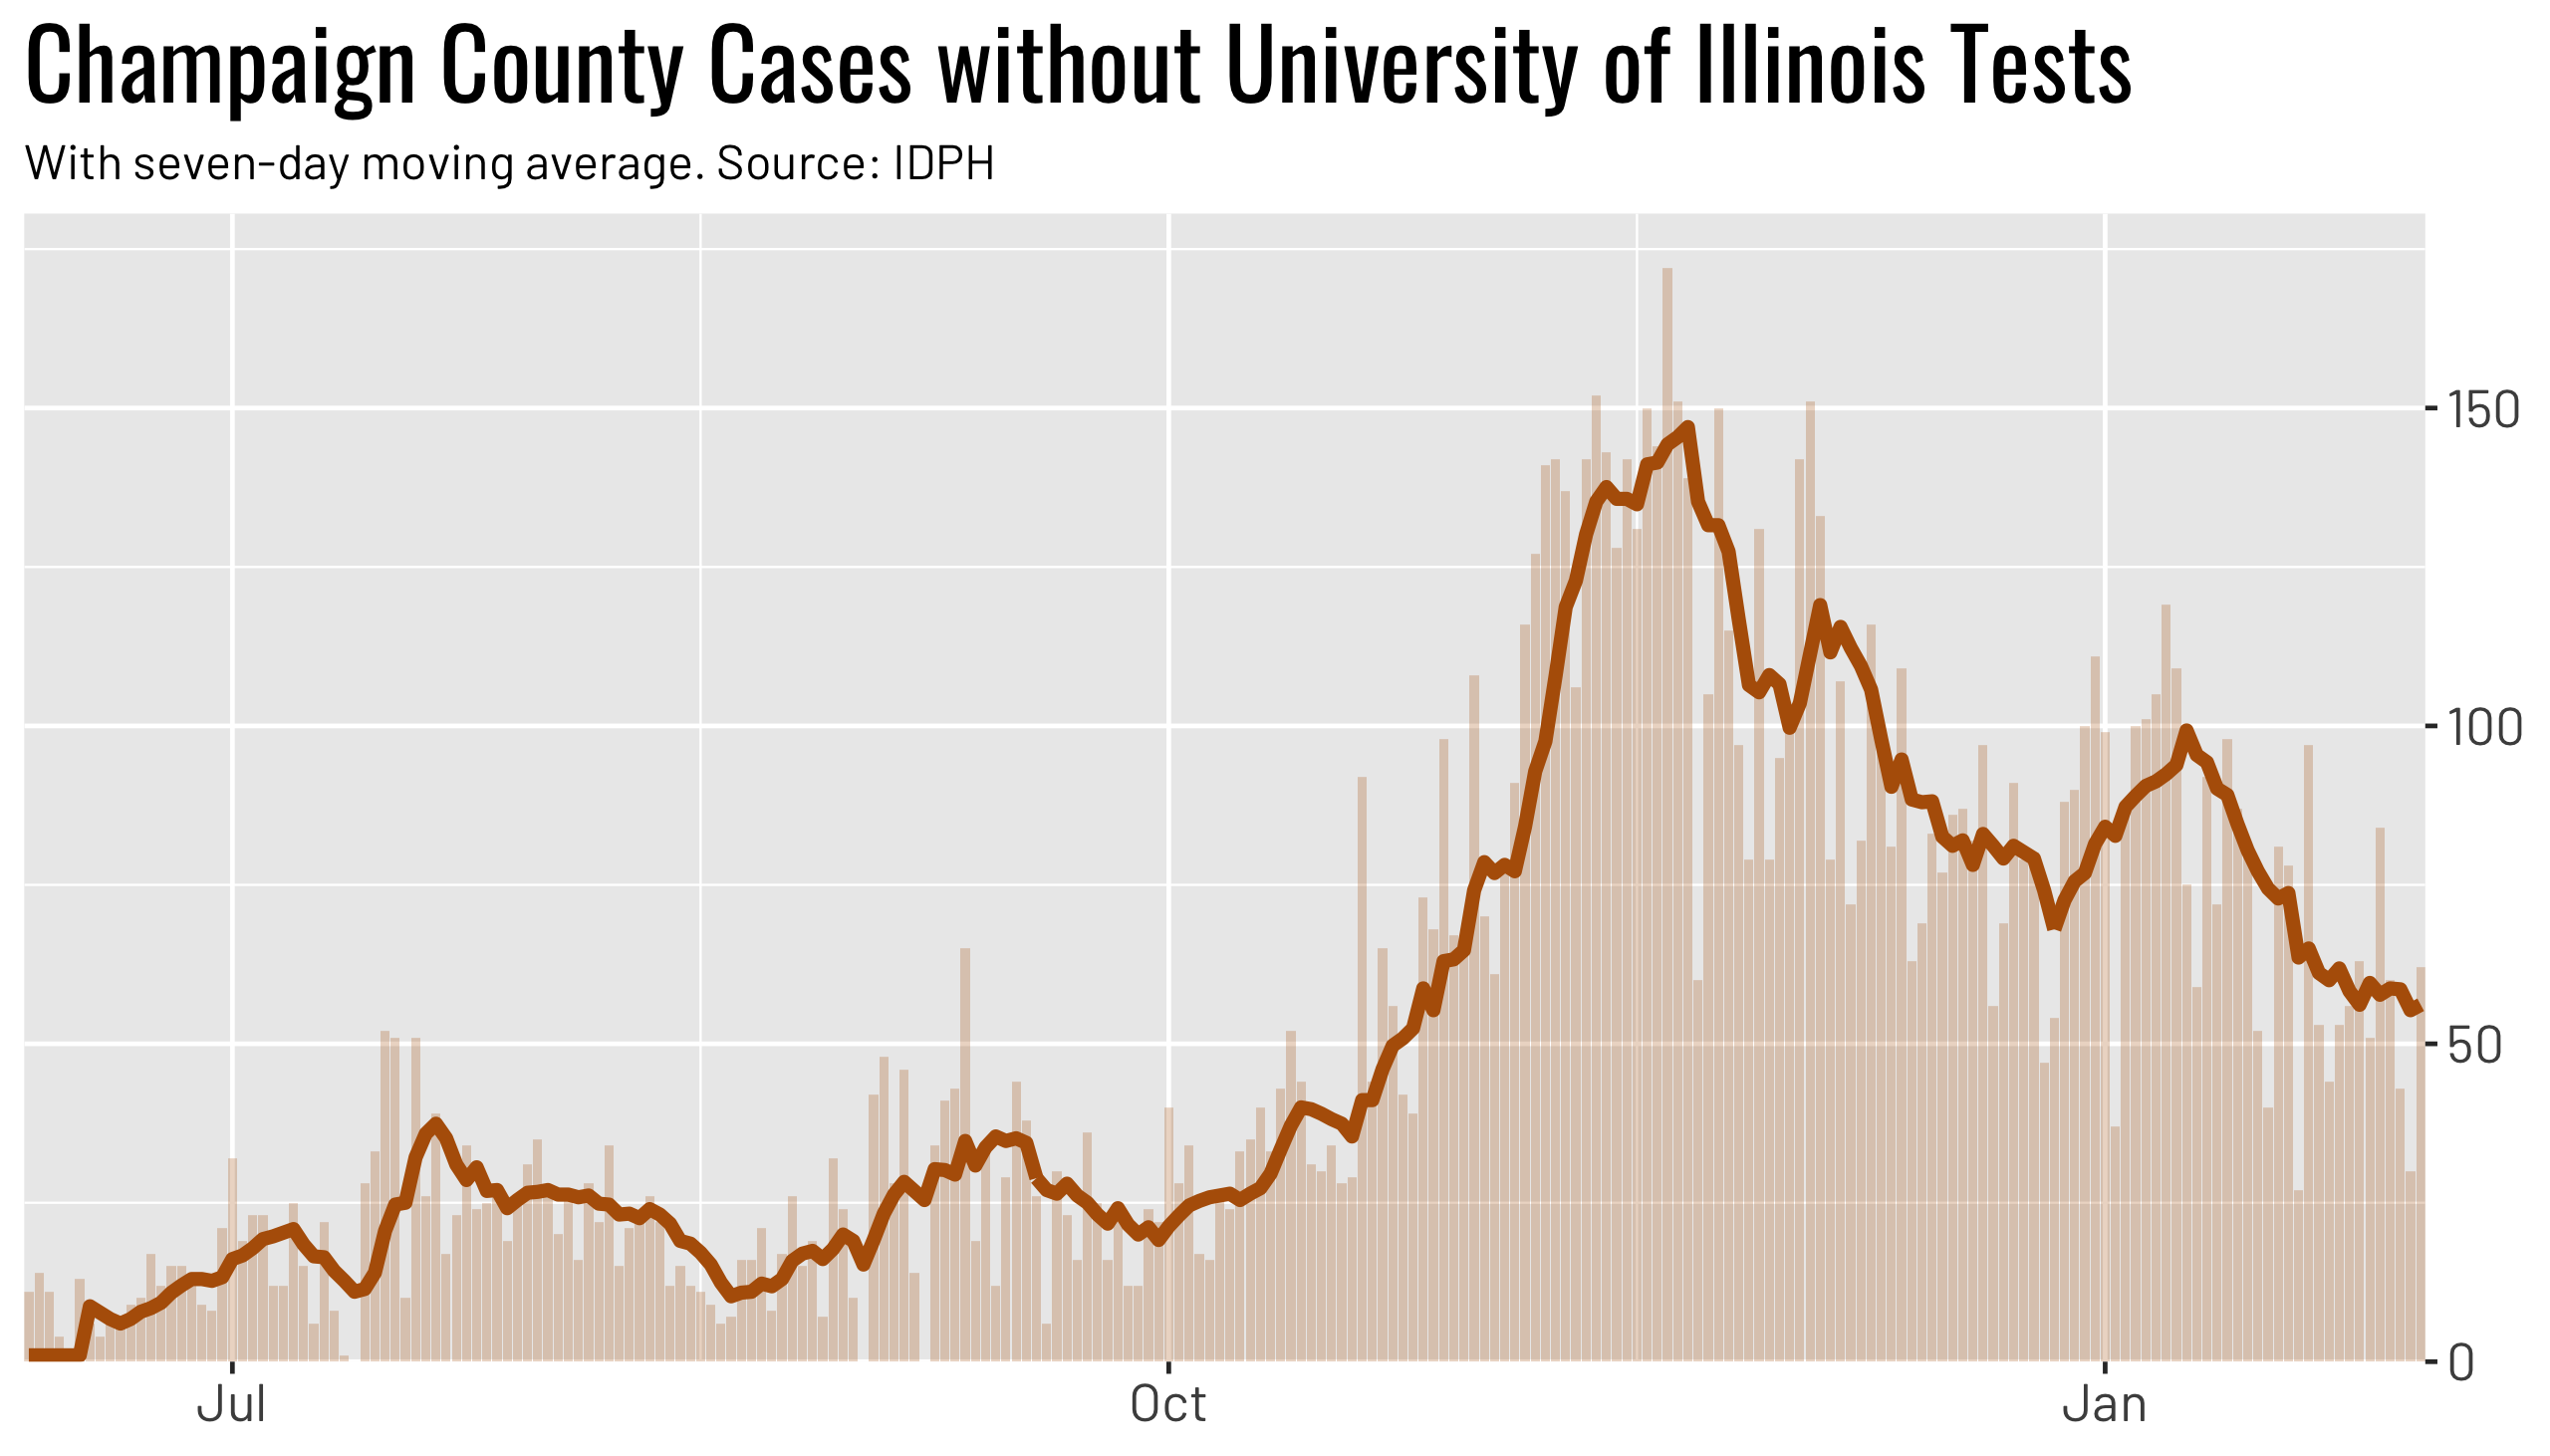 Champaign County Cases without University of Illinois Tests
With seven-day moving average. Source: IDPH
150
100
50
0
Jul Oct Jan